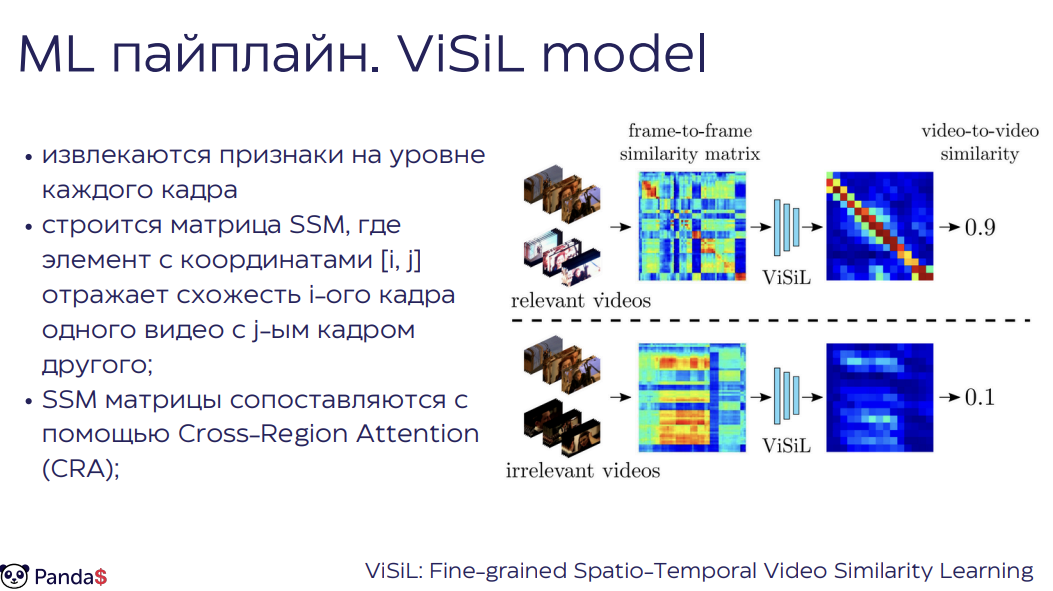 ML пайплайн. ViSiL model
• извлекаются признаки на уровне
каждого кадра
• строится матрица SSM, где
элемент с координатами [i, j]
отражает схожесть i-ого кадра
одного видео с j-ым кадром
другого;
• SSM матрицы сопоставляются с
помощью Cross-Region Attention
(CRA);
frame-to-frame
similarity matrix
video-to-video
similarity
ViSiL
0.9
relevant videos
ViSiL
0.1
irrelevant videos
Panda$
ViSiL: Fine-grained Spatio-Temporal Video Similarity Learning